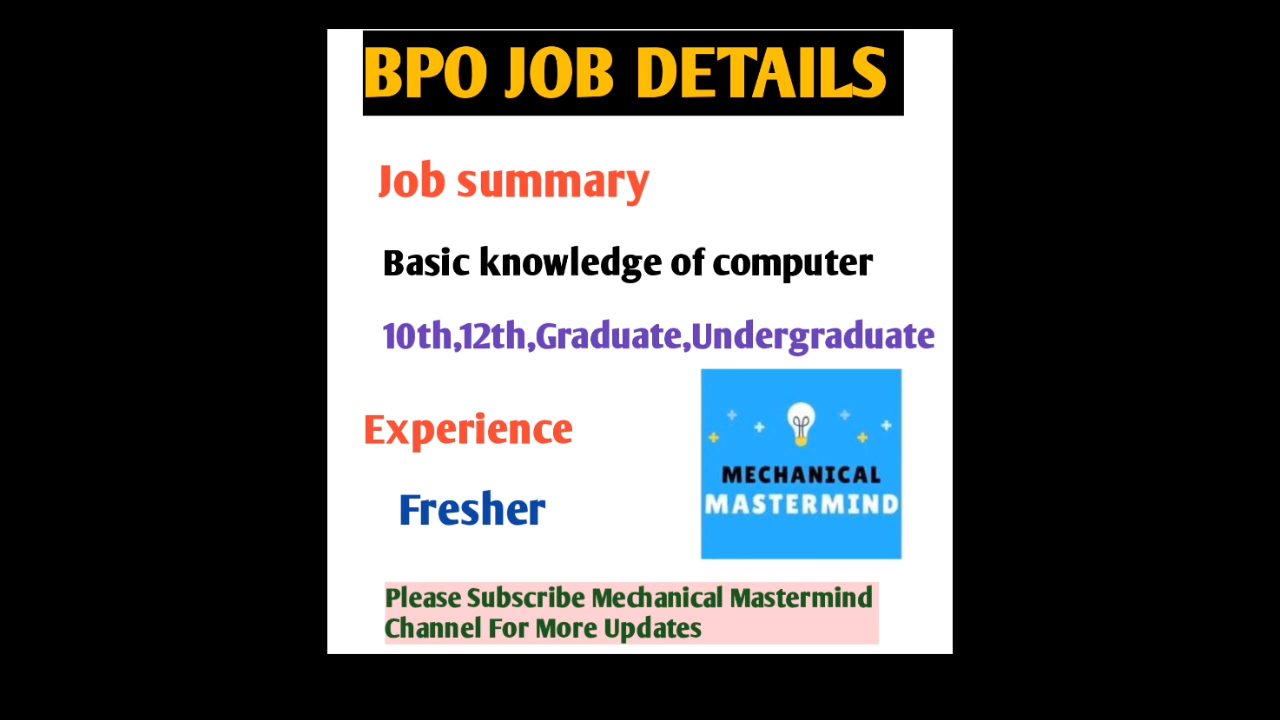 BPO JOB DETAILS
Job summary
Basic knowledge of computer
10th,12th,Graduate,Undergraduate
Experience
Fresher
MECHANICAL
MASTERMIND
Please Subscribe Mechanical Mastermind
Channel For More Updates